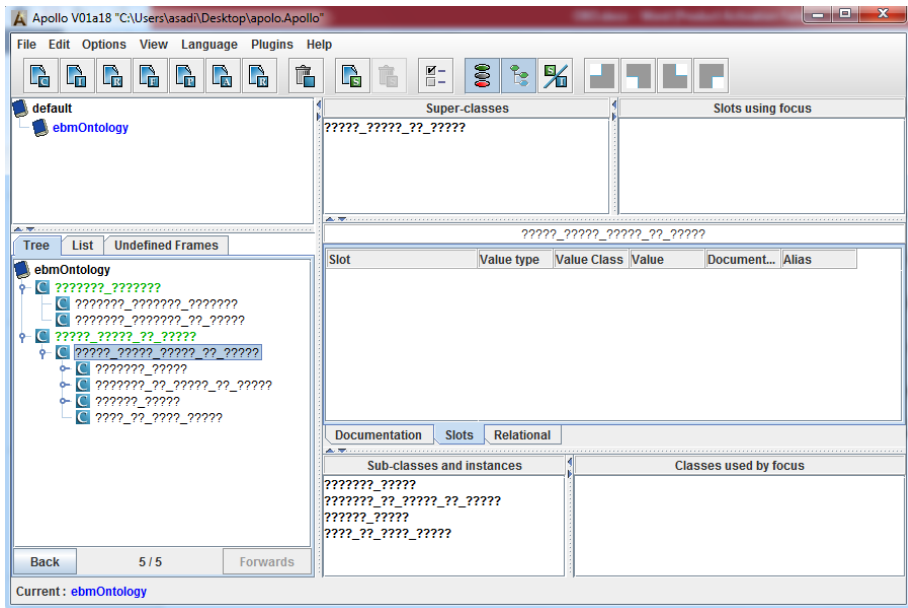 Apollo V01a18 "C:\Users\asadi\Desktop\apolo.Apollo"
File Edit Options View Language Plugins Help
default
ebmOntology
Super-classes
?????_?????_??_?????
Slots using focus
Tree List Undefined Frames
ebmOntology
???????_???????
???????_???????_???????
???????_???????_??_?????
?????_?????_??_?????
?????_?????_?????_??_?????
???????_?????
???????_??_?????_??_?????
??????_?????
????_??_????_?????
Back 5 / 5 Forwards
?????_?????_?????_??_?????
Slot Value type Value Class Value Document... Alias
Documentation Slots Relational
Sub-classes and instances
???????_?????
???????_??_?????_??_?????
??????_?????
????_??_????_?????
Classes used by focus
Current : ebmOntology